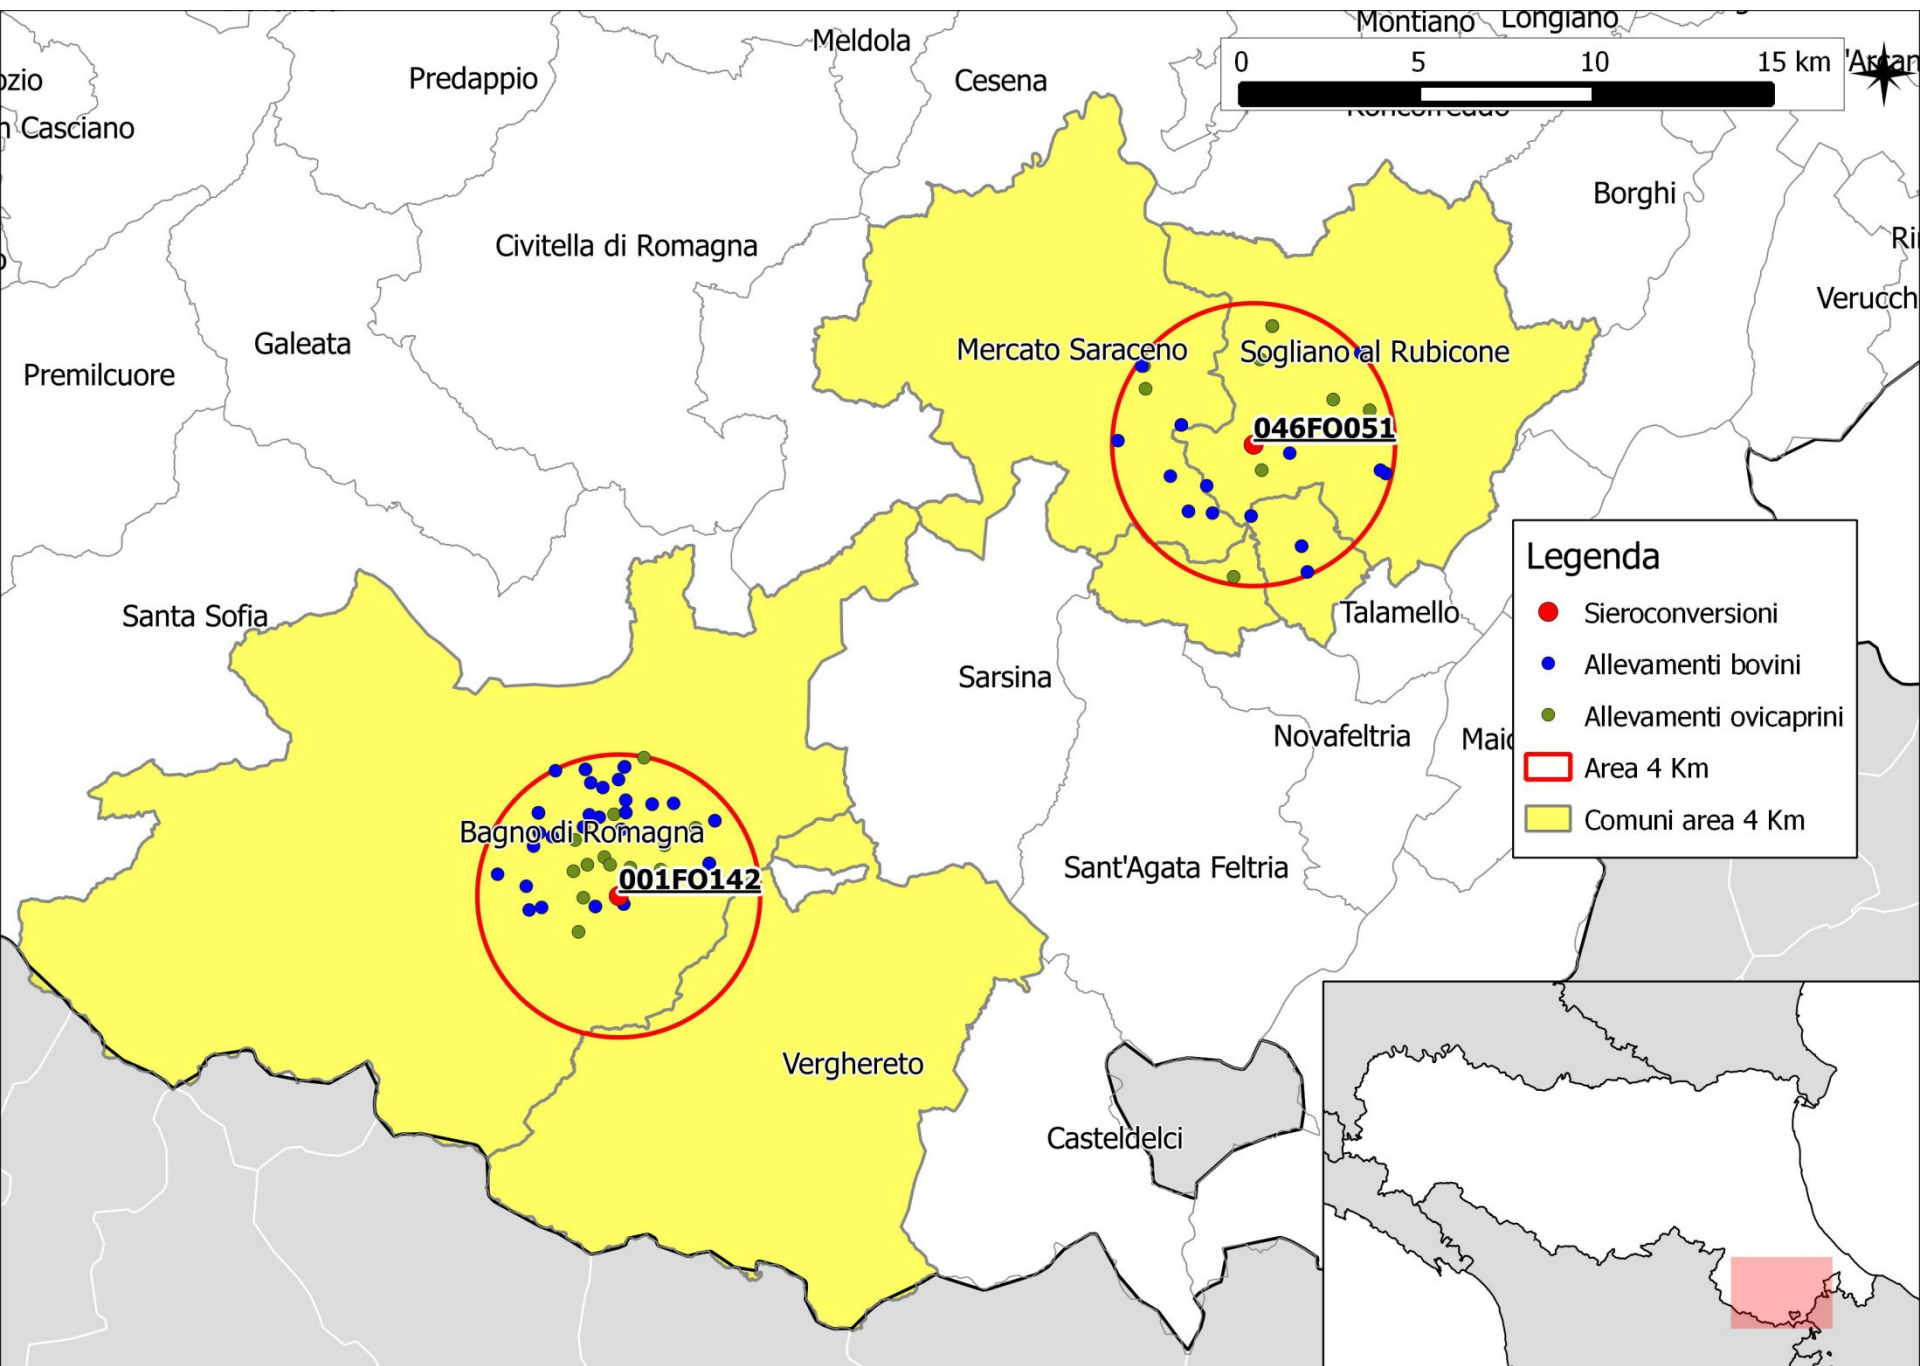 Montiano
Longiano
Meldola
Predappio
Cesena
0 5 10 15 km
Casciano
Roncofreddo
Borghi
Civitella di Romagna
Galeata
Mercato Saraceno
Sogliano al Rubicone
Premilcuore
046FO051
Legenda
Sieroconversioni
Allevamenti bovini
Allevamenti ovicaprini
Area 4 Km
Comuni area 4 Km
Santa Sofia
Talamello
Sarsina
Novafeltria
Bagno di Romagna
001FO142
Sant'Agata Feltria
Verghereto
Casteldelci